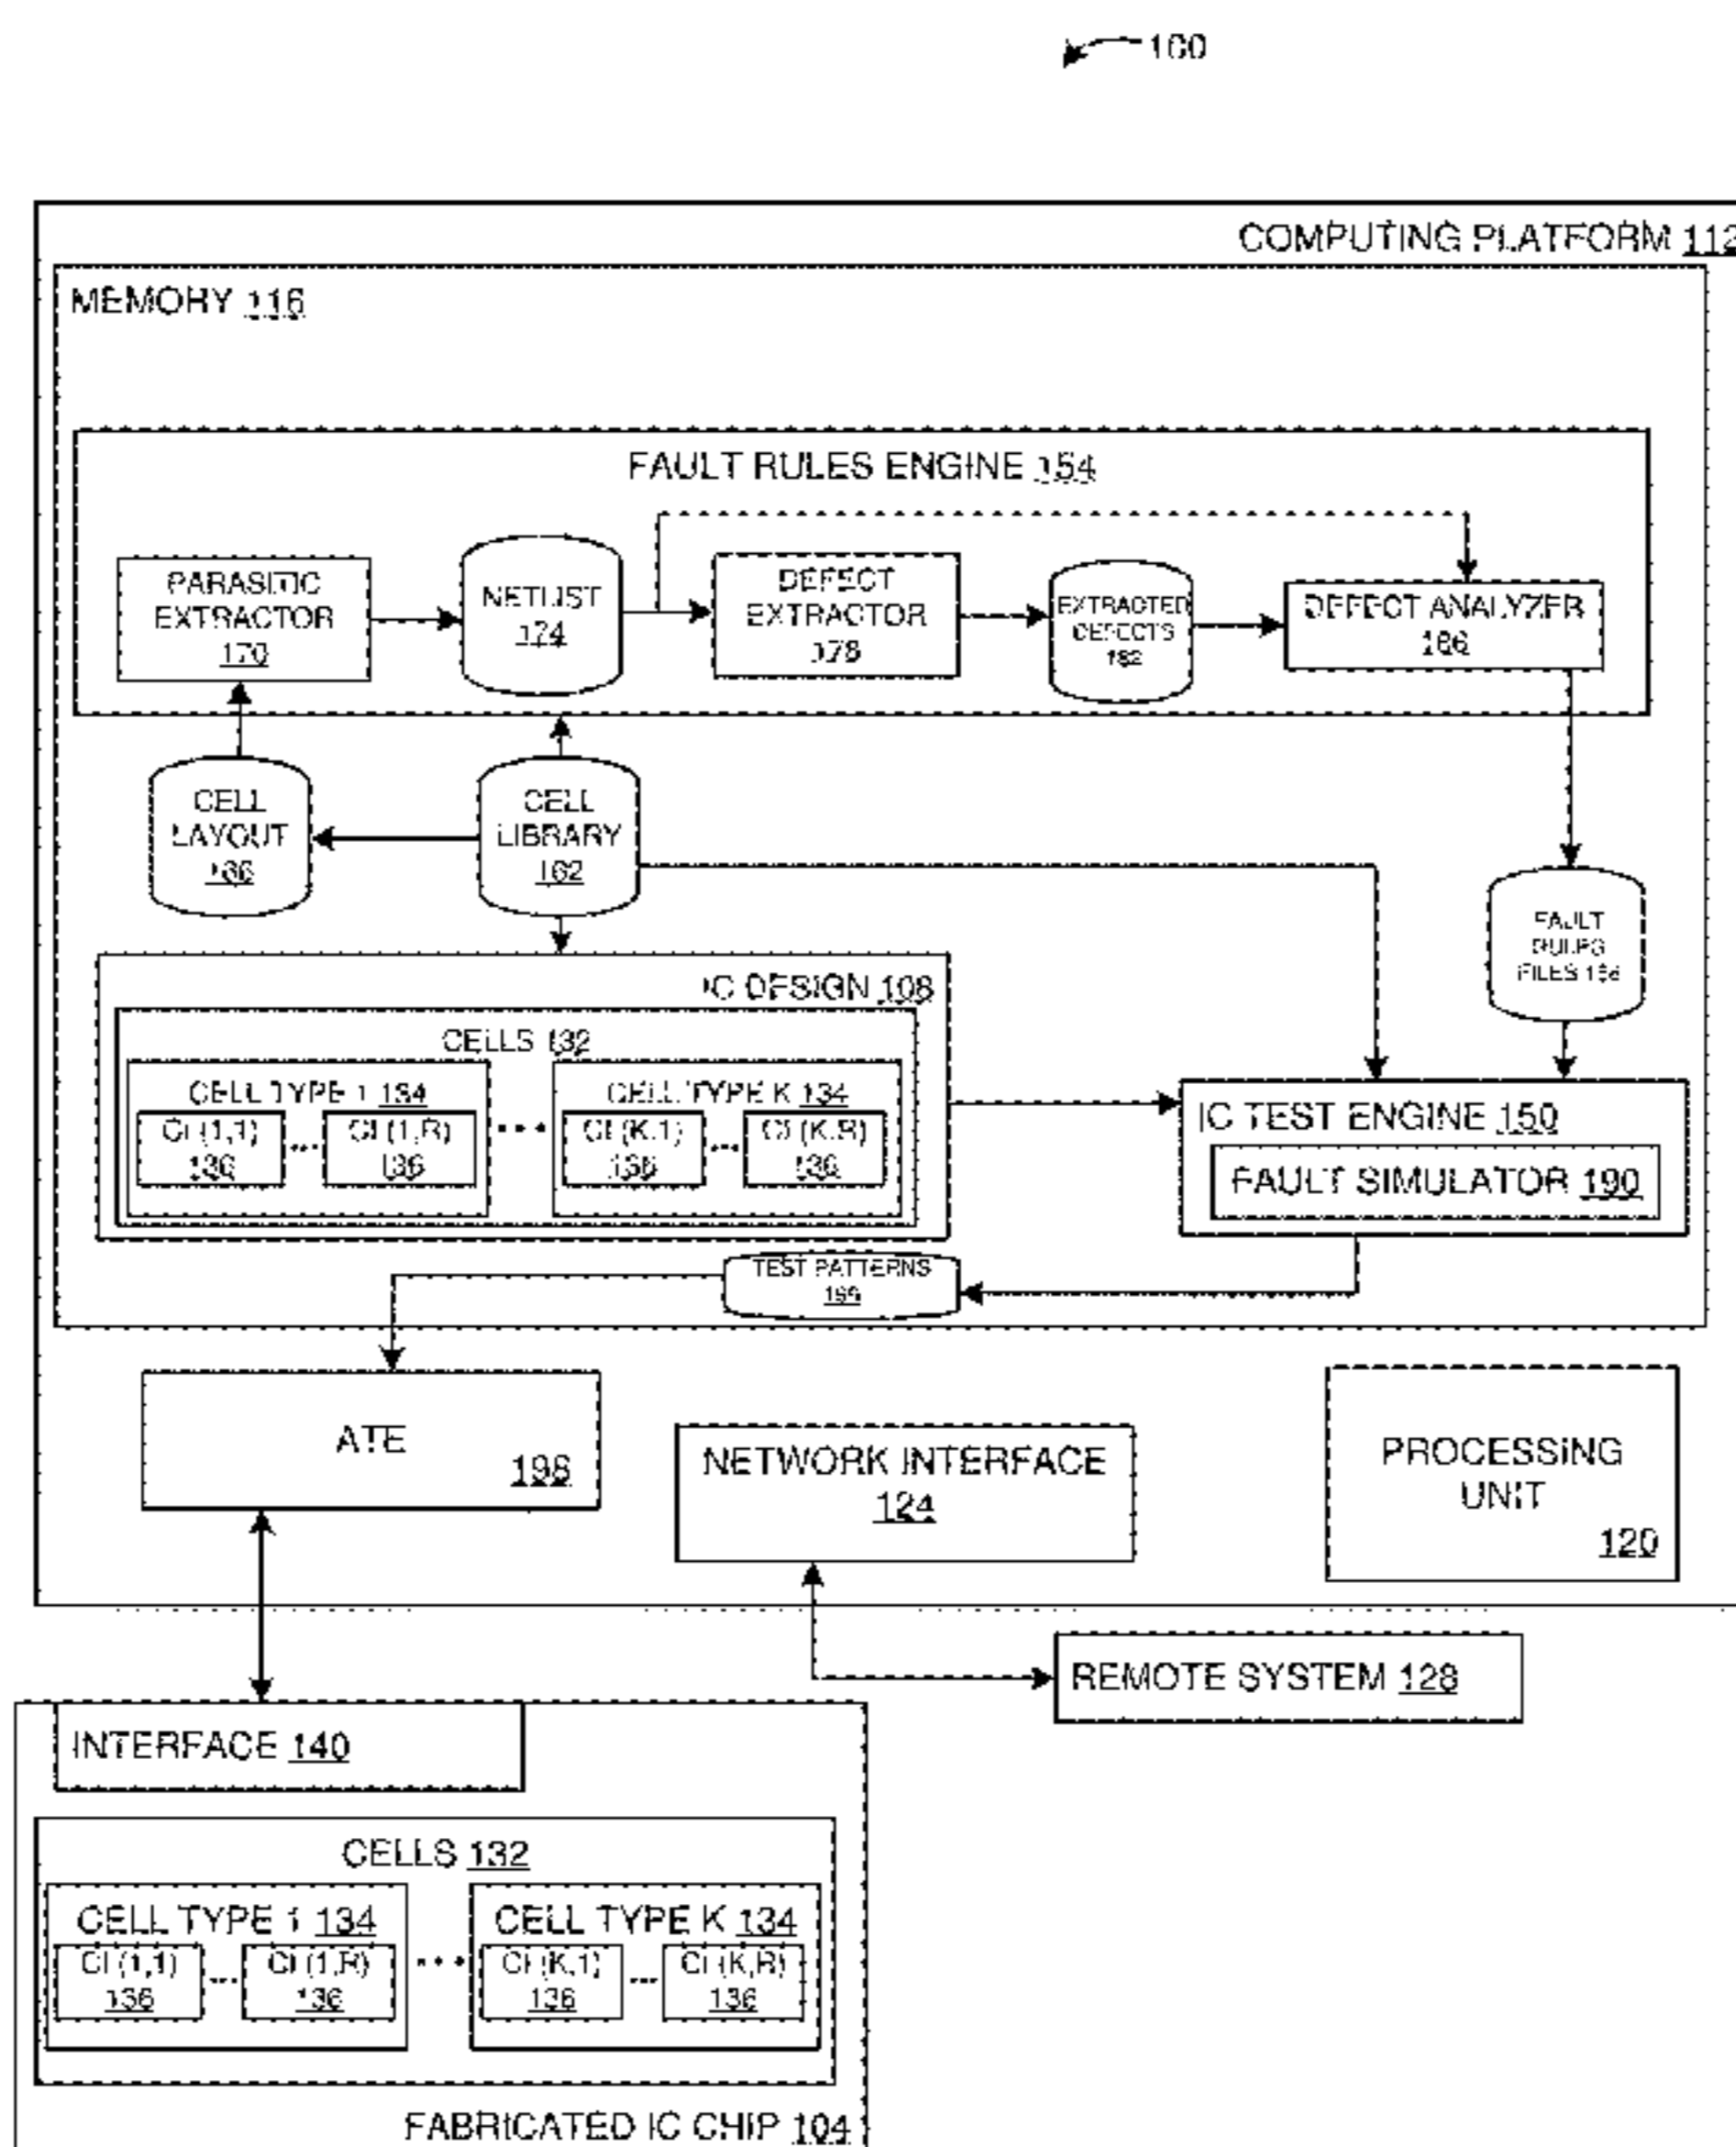 100
COMPUTING PLATFORM 112
MEMORY 116
FAULT RULES ENGINE 154
PARASITIC
EXTRACTOR
170
NETLIST
174
DEFECT
EXTRACTOR
178
EXTRACTED
DEFECTS
182
DEFECT ANALYZER
186
CELL
LAYOUT
166
CELL
LIBRARY
162
FAULT
RULES
FILES 158
IC DESIGN 108
CELLS 132
CELL TYPE 1 134
CI (1,1)
136
...
CI (1,R)
136
...
CELL TYPE K 134
CI (K,1)
136
...
CI (K,R)
136
IC TEST ENGINE 150
FAULT SIMULATOR 190
TEST PATTERNS
ATE
198
NETWORK INTERFACE
124
PROCESSING
UNIT
120
REMOTE SYSTEM 128
INTERFACE 140
CELLS 132
CELL TYPE 1 134
CI (1,1)
136
...
CI (1,R)
136
...
CELL TYPE K 134
CI (K,1)
136
...
CI (K,R)
136
FABRICATED IC CHIP 104